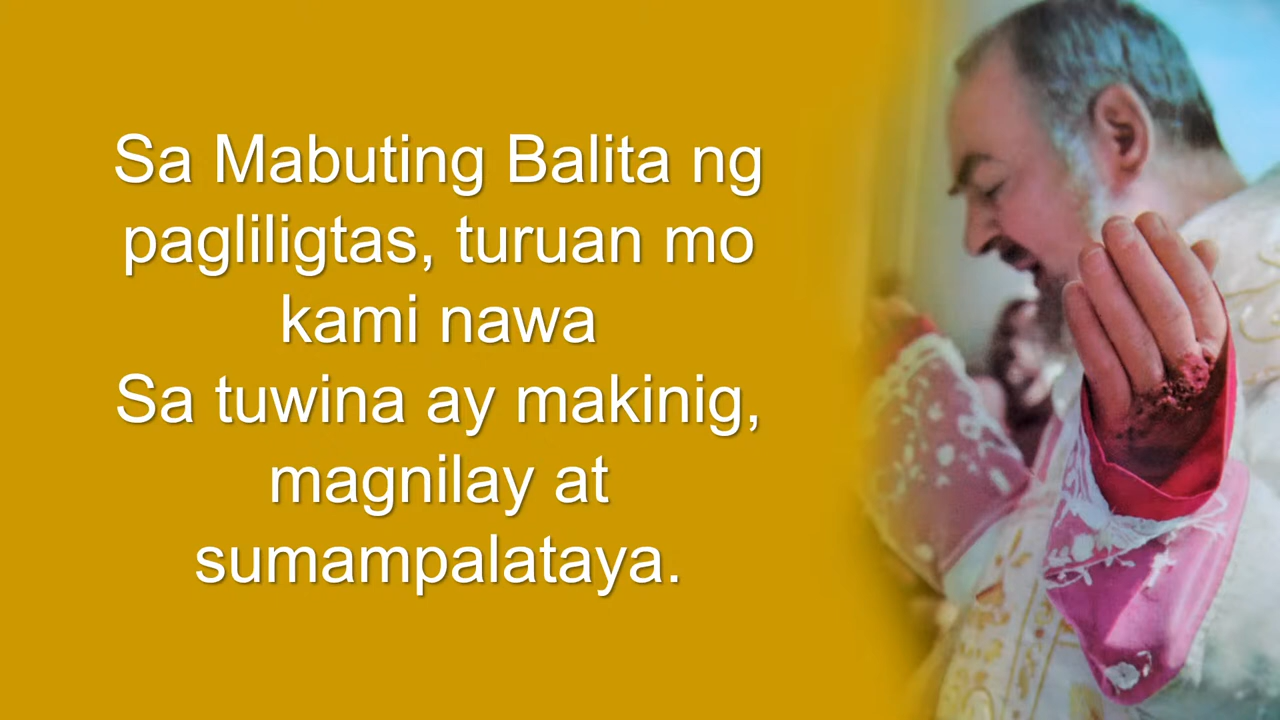 Sa Mabuting Balita ng
pagliligtas, turuan mo
kami nawa
Sa tuwina ay makinig,
magnilay at
sumampalataya.